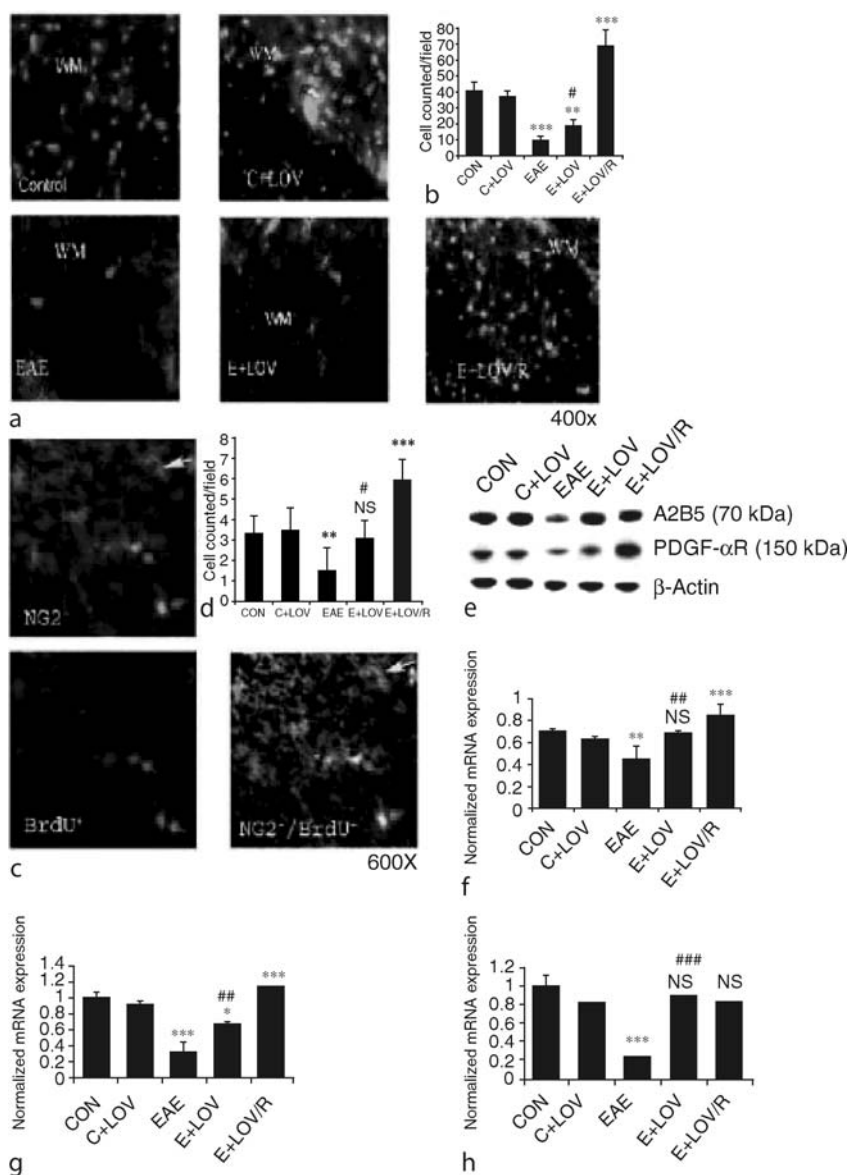 WM
Control
WM
C+LOV
Cell counted/field
80
70
60
50
40
30
20
10
0
***
**
#
***
CON
C+LOV
EAE
E+LOV
E+LOV/R
b
WM
EAE
WM
E+LOV
WM
E+LOV/R
a
400x
NG2
Cell counted/field
8
7
6
5
4
3
2
1
0
**
#
NS
***
CON
C+LOV
EAE
E+LOV
E+LOV/R
d
CON
C+LOV
EAE
E+LOV
E+LOV/R
A2B5 (70 kDa)
PDGF-αR (150 kDa)
β-Actin
e
BrdU+
NG2+/BrdU+
c
600X
Normalized mRNA expression
1
0.8
0.6
0.4
0.2
0
**
##
NS
***
CON
C+LOV
EAE
E+LOV
E+LOV/R
f
Normalized mRNA expression
1.4
1.2
1
0.8
0.6
0.4
0.2
0
***
##
*
***
CON
C+LOV
EAE
E+LOV
E+LOV/R
g
Normalized mRNA expression
1.2
1
0.8
0.6
0.4
0.2
0
***
###
NS
NS
CON
C+LOV
EAE
E+LOV
E+LOV/R
h